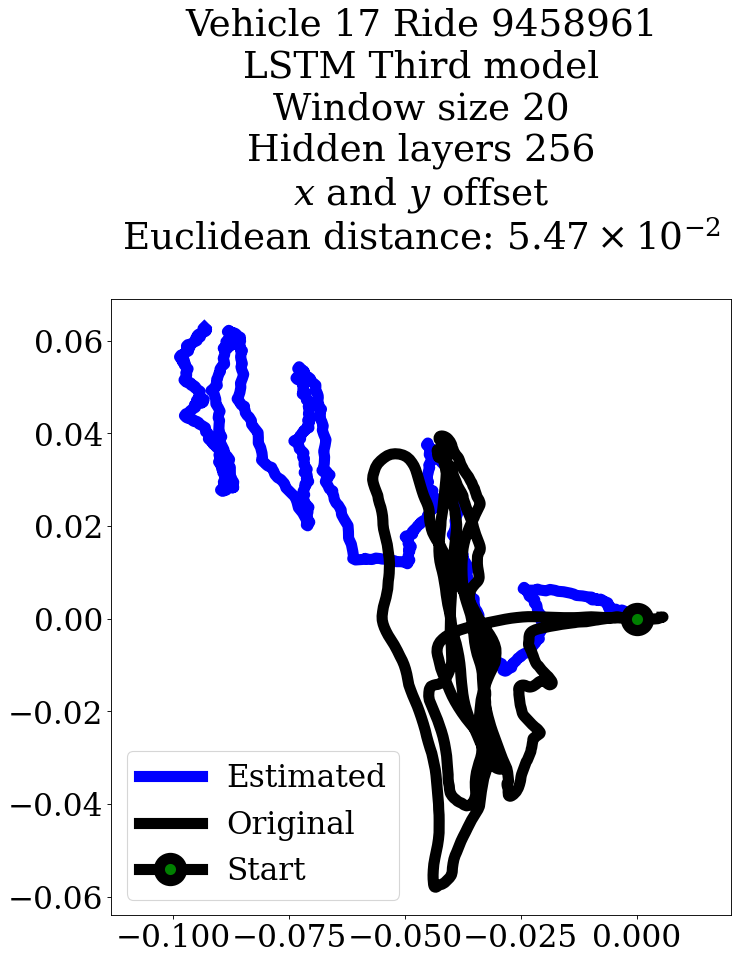 Vehicle 17 Ride 9458961
LSTM Third model
Window size 20
Hidden layers 256
x and y offset
Euclidean distance: 5.47 × 10⁻²
0.06
0.04
0.02
0.00
−0.02
−0.04
−0.06
Estimated
Original
Start
−0.100 −0.075 −0.050 −0.025 0.000